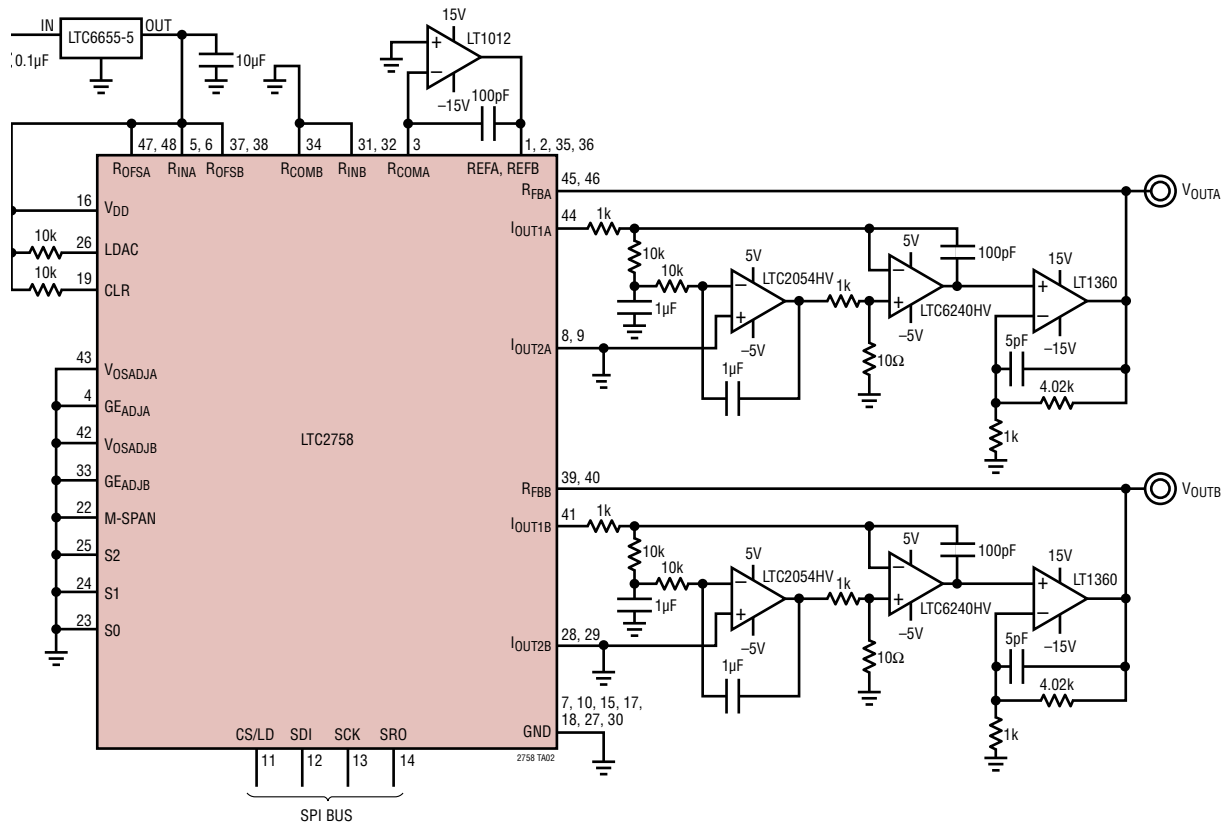 IN LTC6655-5 OUT
0.1µF
10µF
15V
LT1012
100pF
–15V
47, 48 5, 6 37, 38 34 31, 32 3 1, 2, 35, 36
ROFSA RINA ROFSB RCOMB RINB RCOMA REFA, REFB
16 VDD
10k 26 LDAC
10k 19 CLR
43 VOSADJA
4 GEADJA
42 VOSADJB
33 GEADJB
22 M-SPAN
25 S2
24 S1
23 S0
LTC2758
CS/LD SDI SCK SRO
11 12 13 14
SPI BUS
RFBA 45, 46
VOUTA
IOUT1A 44 1k
10k
10k
1µF
5V
LTC2054HV
–5V
1µF
1k
10Ω
5V
LTC6240HV
–5V
100pF
15V
LT1360
–15V
5pF
4.02k
1k
IOUT2A 8, 9
RFBB 39, 40
VOUTB
IOUT1B 41 1k
10k
10k
1µF
5V
LTC2054HV
–5V
1µF
1k
10Ω
5V
LTC6240HV
–5V
100pF
15V
LT1360
–15V
5pF
4.02k
1k
IOUT2B 28, 29
GND 7, 10, 15, 17,
18, 27, 30
2758 TA02